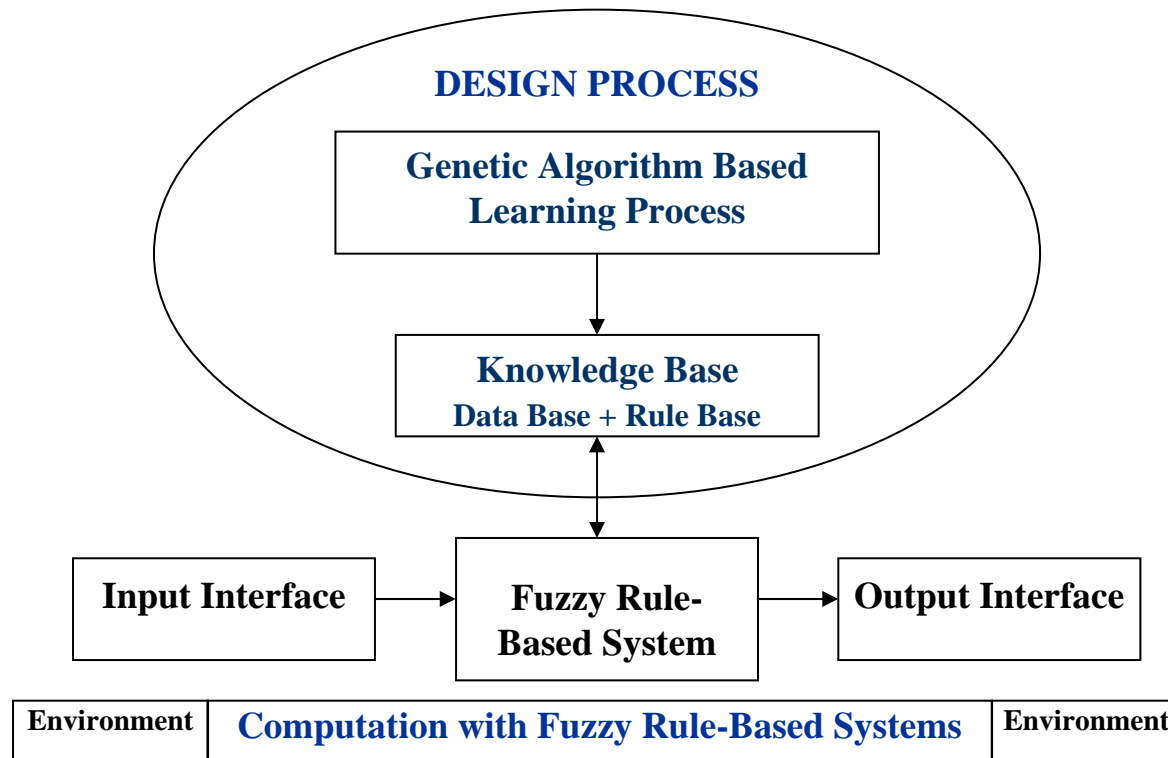 DESIGN PROCESS
Genetic Algorithm Based
Learning Process
Knowledge Base
Data Base + Rule Base
Input Interface
Fuzzy Rule-
Based System
Output Interface
Environment
Computation with Fuzzy Rule-Based Systems
Environment